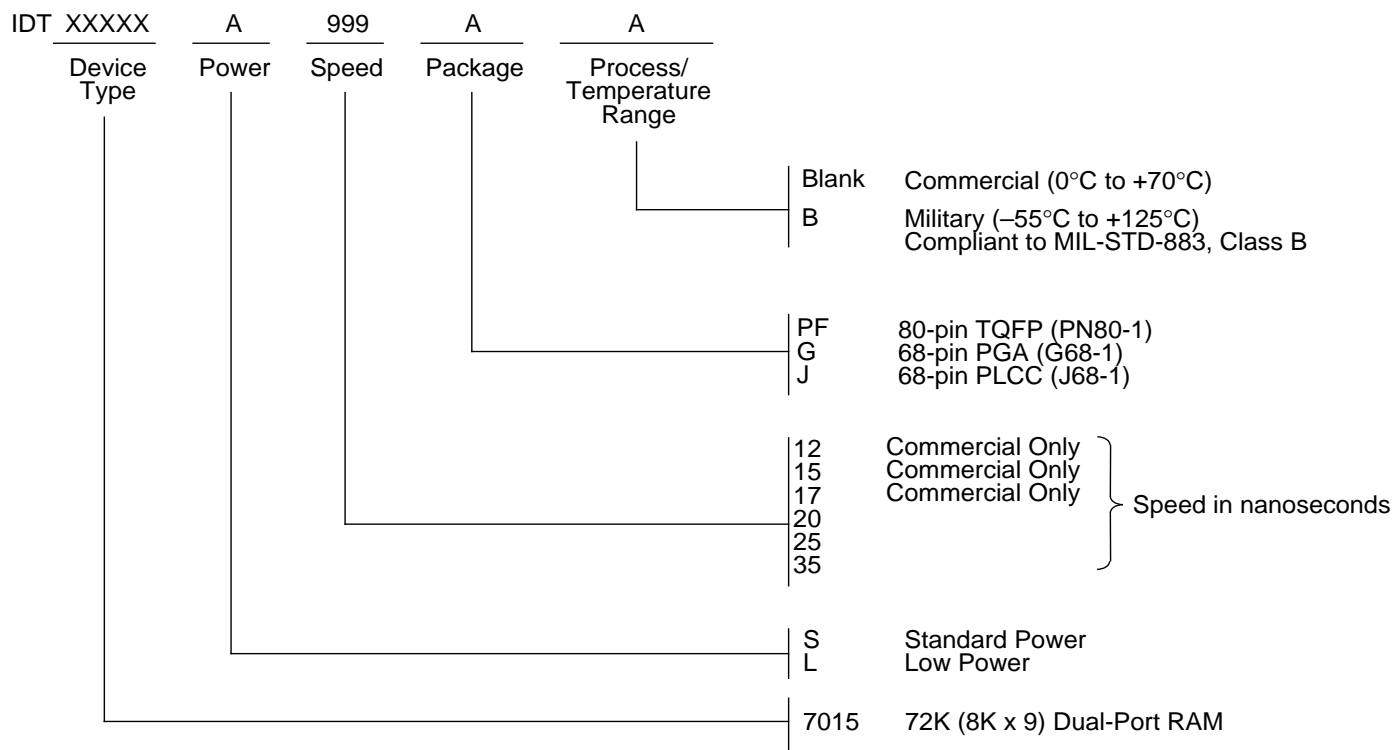 IDT XXXXX A 999 A A
Device Type Power Speed Package Process/ Temperature Range
Blank Commercial (0°C to +70°C)
B Military (–55°C to +125°C)
Compliant to MIL-STD-883, Class B
PF 80-pin TQFP (PN80-1)
G 68-pin PGA (G68-1)
J 68-pin PLCC (J68-1)
12 Commercial Only
15 Commercial Only
17 Commercial Only
20
25
35
Speed in nanoseconds
S Standard Power
L Low Power
7015 72K (8K x 9) Dual-Port RAM